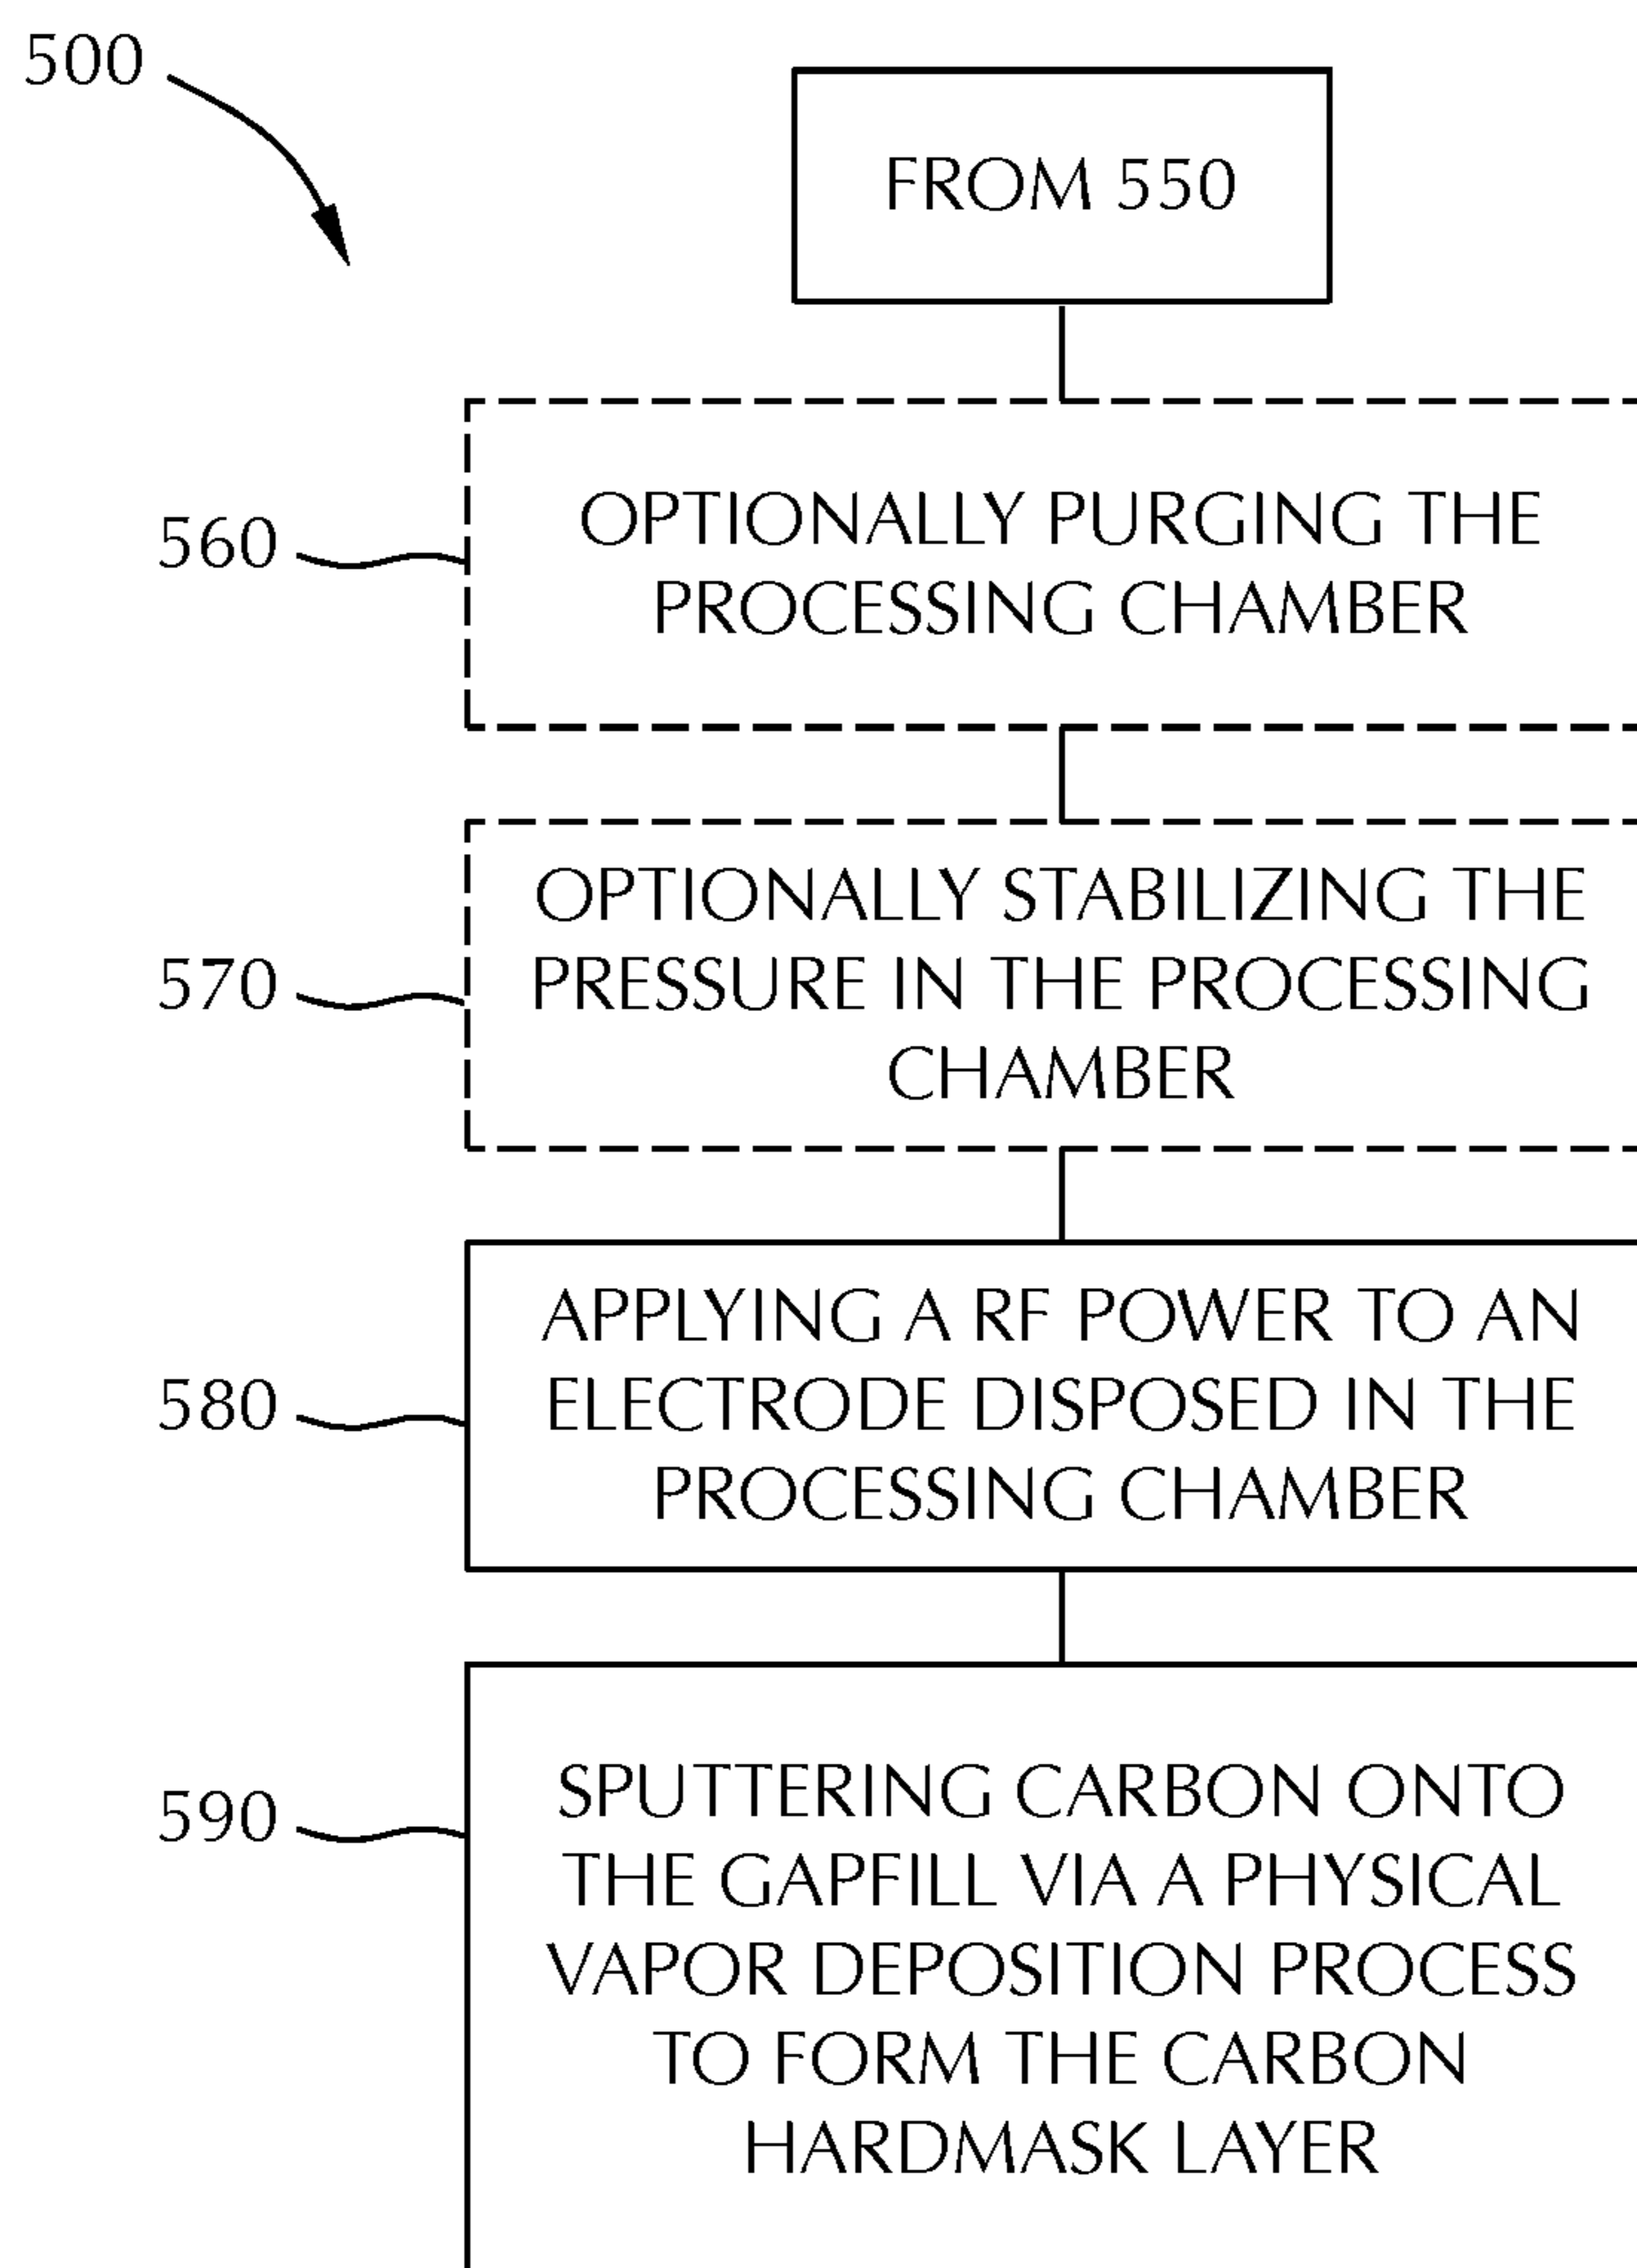 500
FROM 550
560
OPTIONALLY PURGING THE
PROCESSING CHAMBER
570
OPTIONALLY STABILIZING THE
PRESSURE IN THE PROCESSING
CHAMBER
580
APPLYING A RF POWER TO AN
ELECTRODE DISPOSED IN THE
PROCESSING CHAMBER
590
SPUTTERING CARBON ONTO
THE GAPFILL VIA A PHYSICAL
VAPOR DEPOSITION PROCESS
TO FORM THE CARBON
HARDMASK LAYER